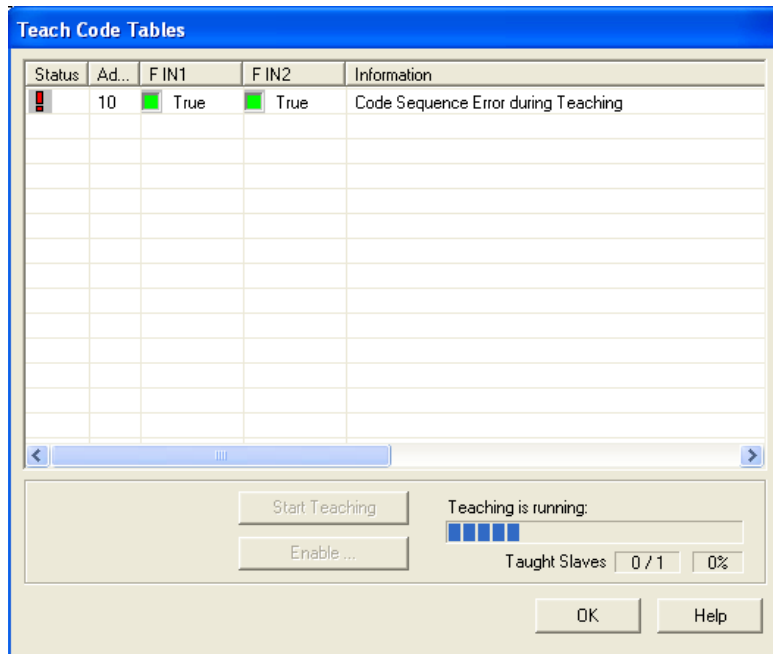 Teach Code Tables
Status Ad... F IN1 F IN2 Information
10 True True Code Sequence Error during Teaching
Start Teaching
Teaching is running:
Enable ...
Taught Slaves 0 / 1 0%
OK Help